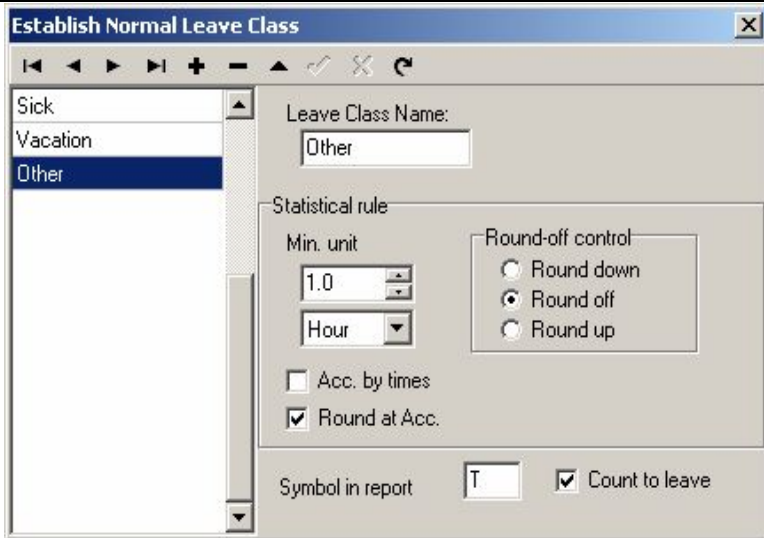 Establish Normal Leave Class
Sick
Vacation
Other
Leave Class Name:
Other
Statistical rule
Min. unit
1.0
Hour
Round-off control
Round down
Round off
Round up
Acc. by times
Round at Acc.
Symbol in report
T
Count to leave